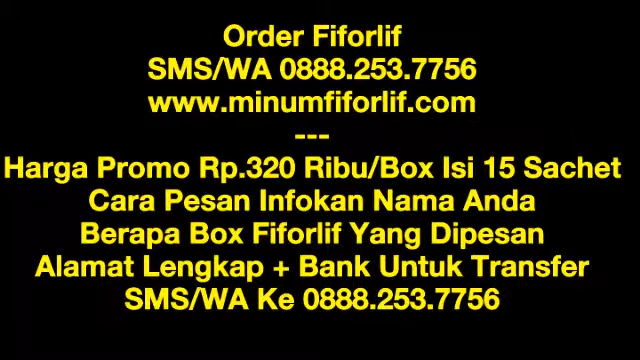 Order Fiforlif
SMS/WA 0888.253.7756
www.minumfiforlif.com
---
Harga Promo Rp.320 Ribu/Box Isi 15 Sachet
Cara Pesan Infokan Nama Anda
Berapa Box Fiforlif Yang Dipesan
Alamat Lengkap + Bank Untuk Transfer
SMS/WA Ke 0888.253.7756